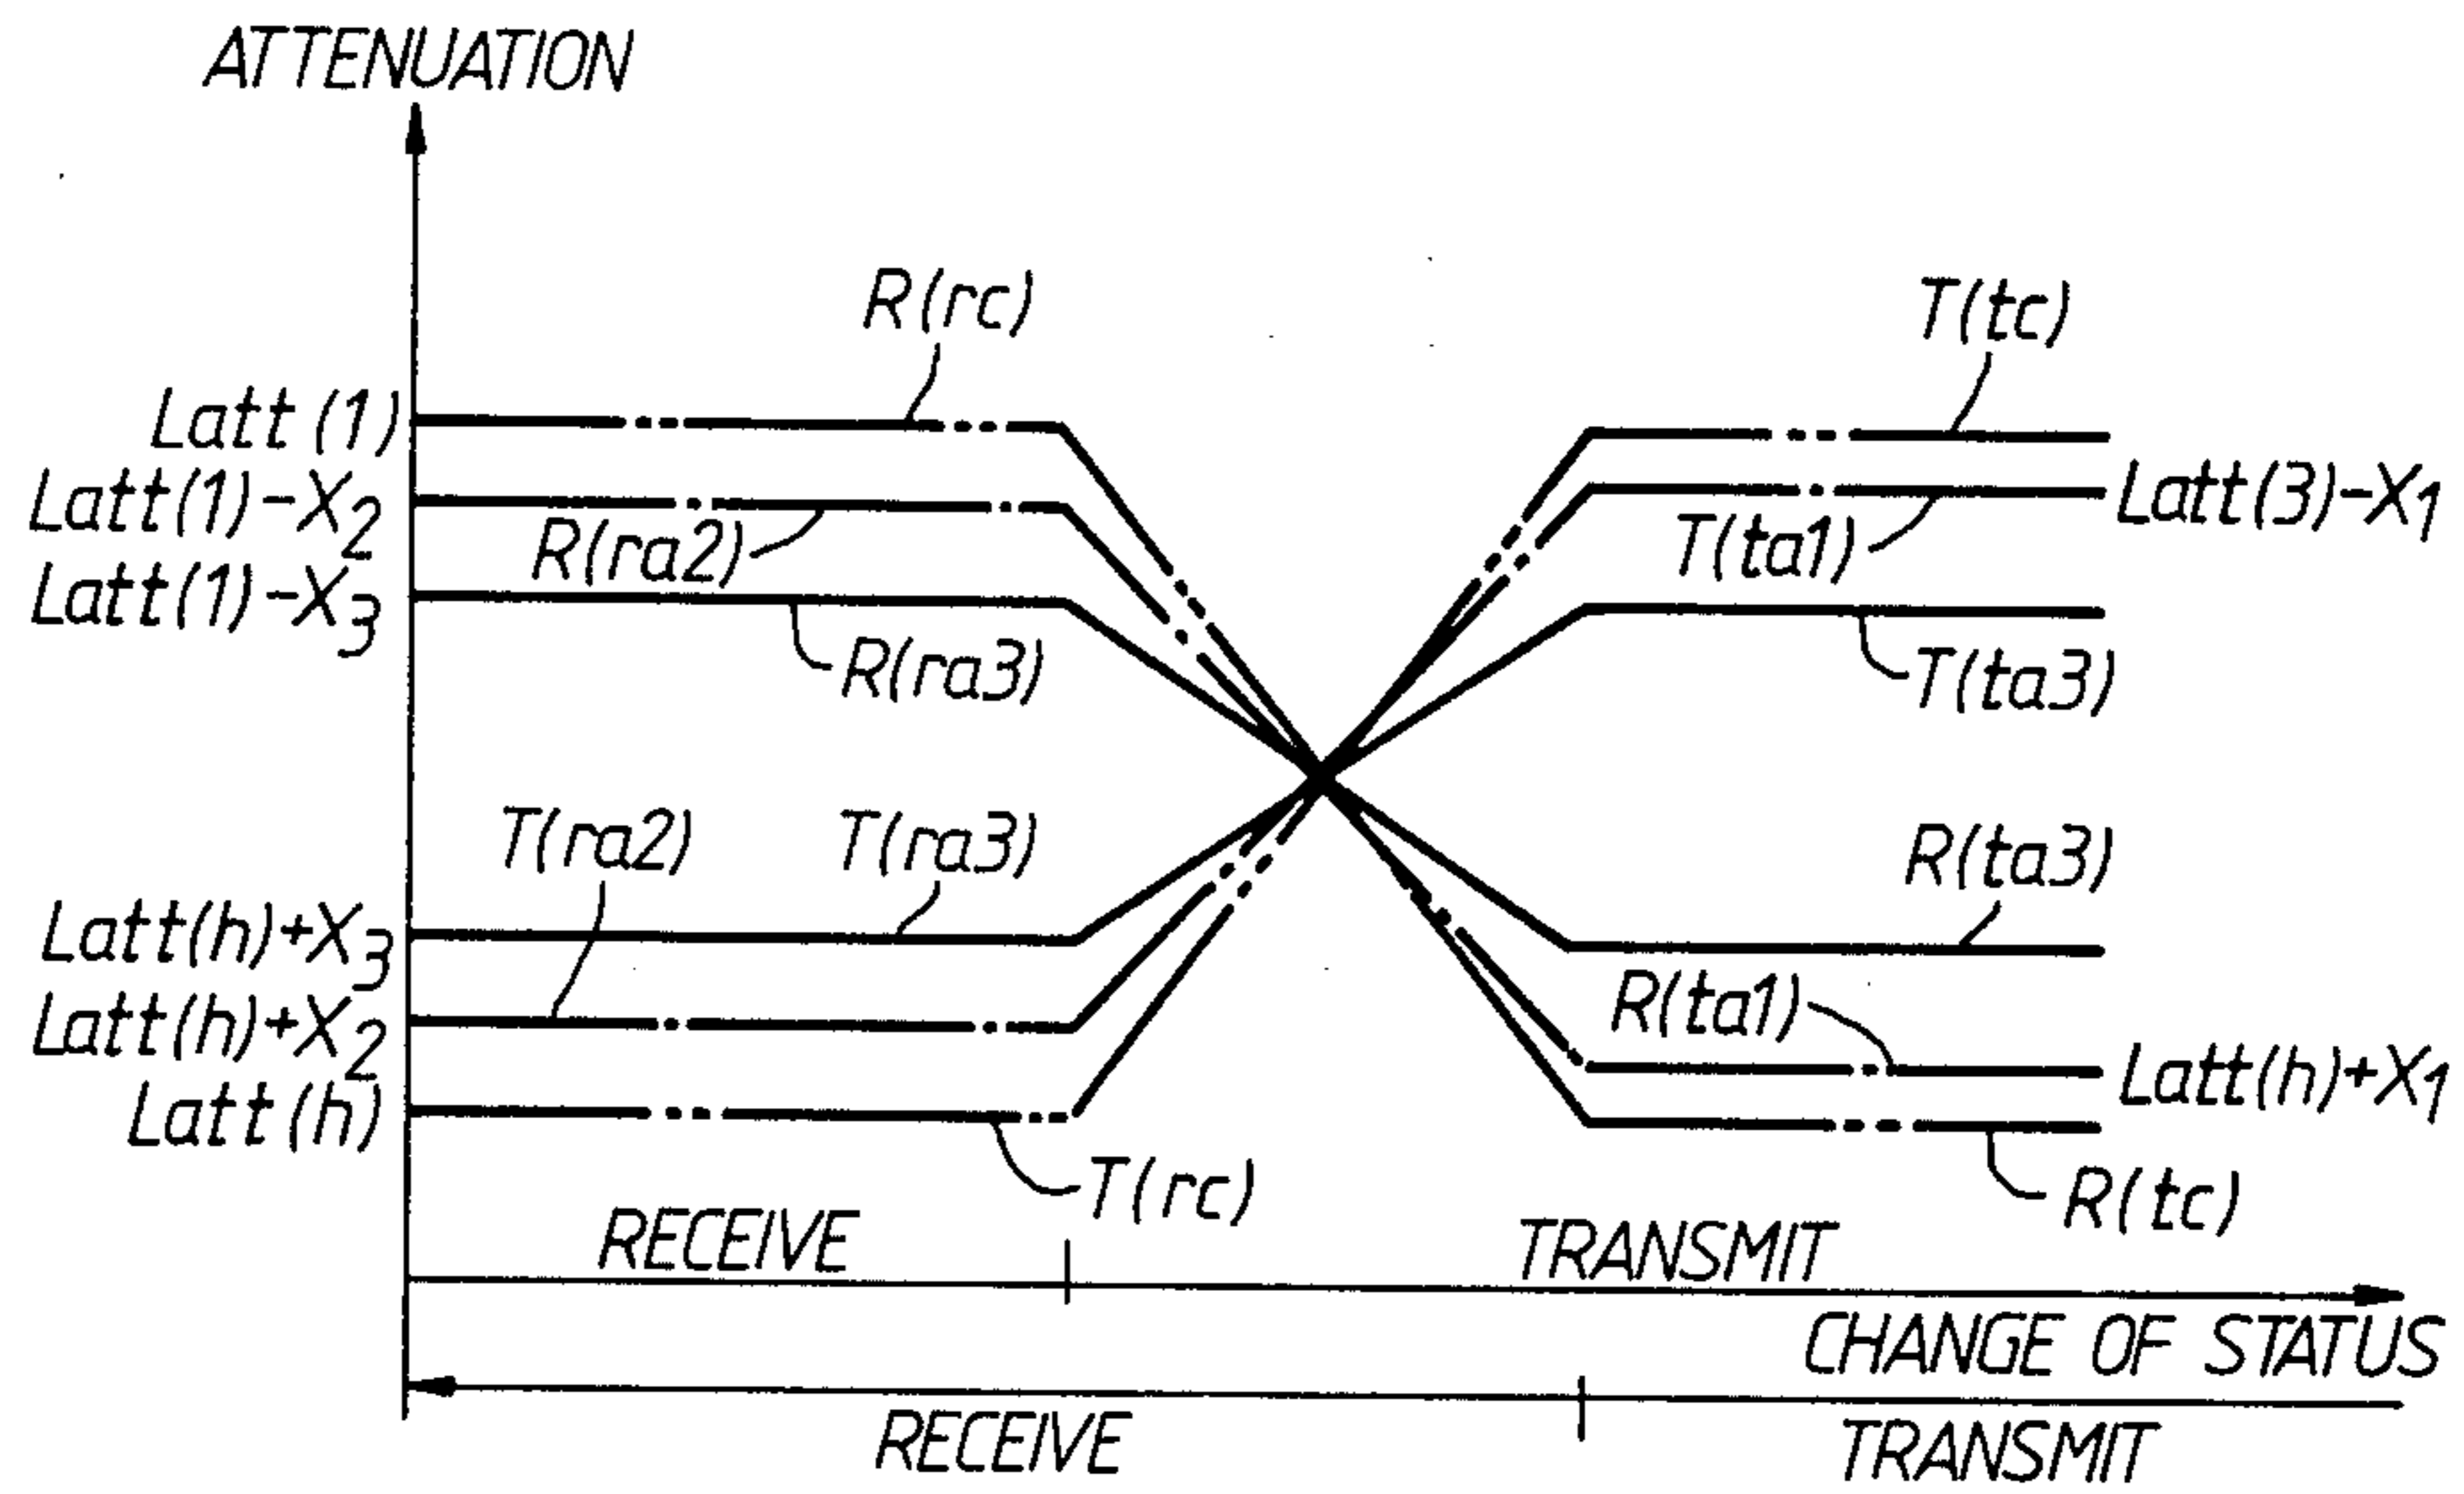 ATTENUATION
R(rc)
T(tc)
Latt(1)
Latt(1)-X2
R(ra2)
Latt(3)-X1
T(ta1)
Latt(1)-X3
R(ra3)
T(ta3)
T(ra2)
T(ra3)
R(ta3)
Latt(h)+X3
R(ta1)
Latt(h)+X2
Latt(h)+X1
Latt(h)
T(rc)
R(tc)
RECEIVE
TRANSMIT
CHANGE OF STATUS
RECEIVE
TRANSMIT